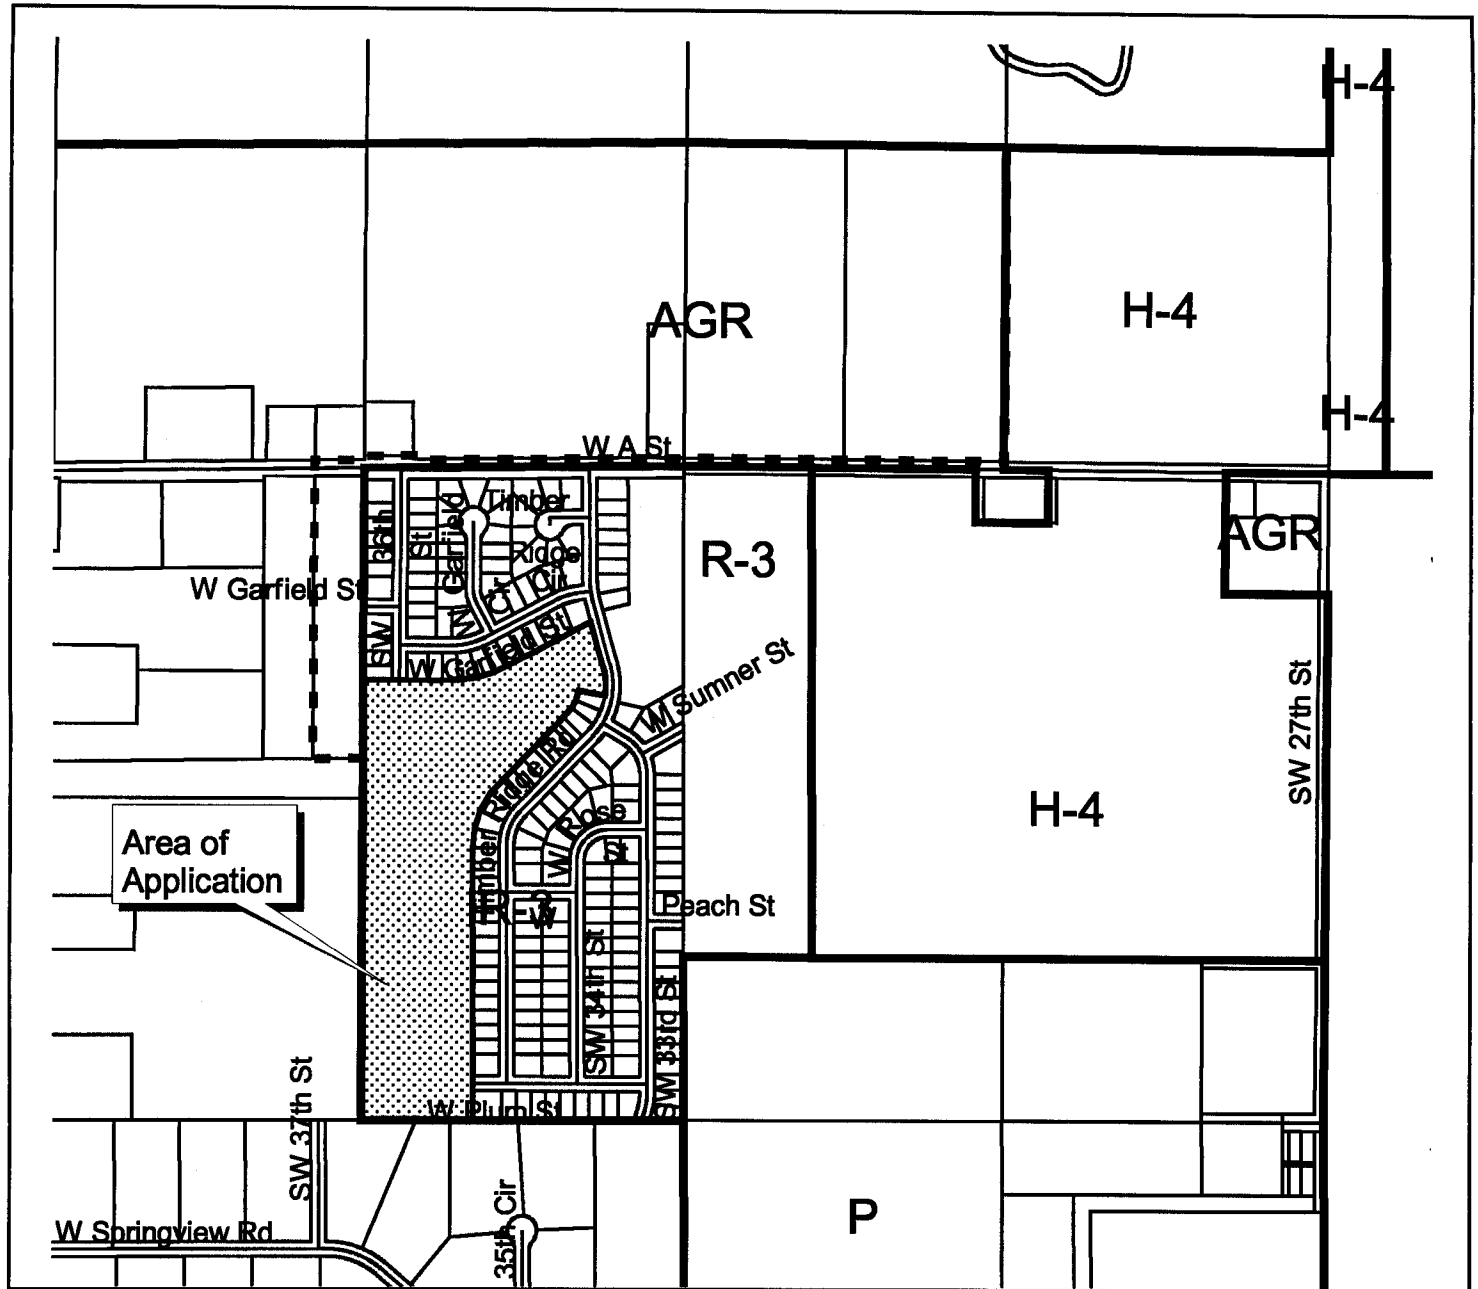 H-4
AGR
H-4
H-4
W A St
SW 36th St
W Garfield Cir
Timber Ridge Cir
R-3
AGR
W Garfield St
W Garfield St
W Sumner St
SW 27th St
Timber Ridge Rd
H-4
W Rose St
Area of
Application
R-3
W Peach St
SW 34th St
SW 33rd St
SW 37th St
W Plum St
35th Cir
P
W Springview Rd